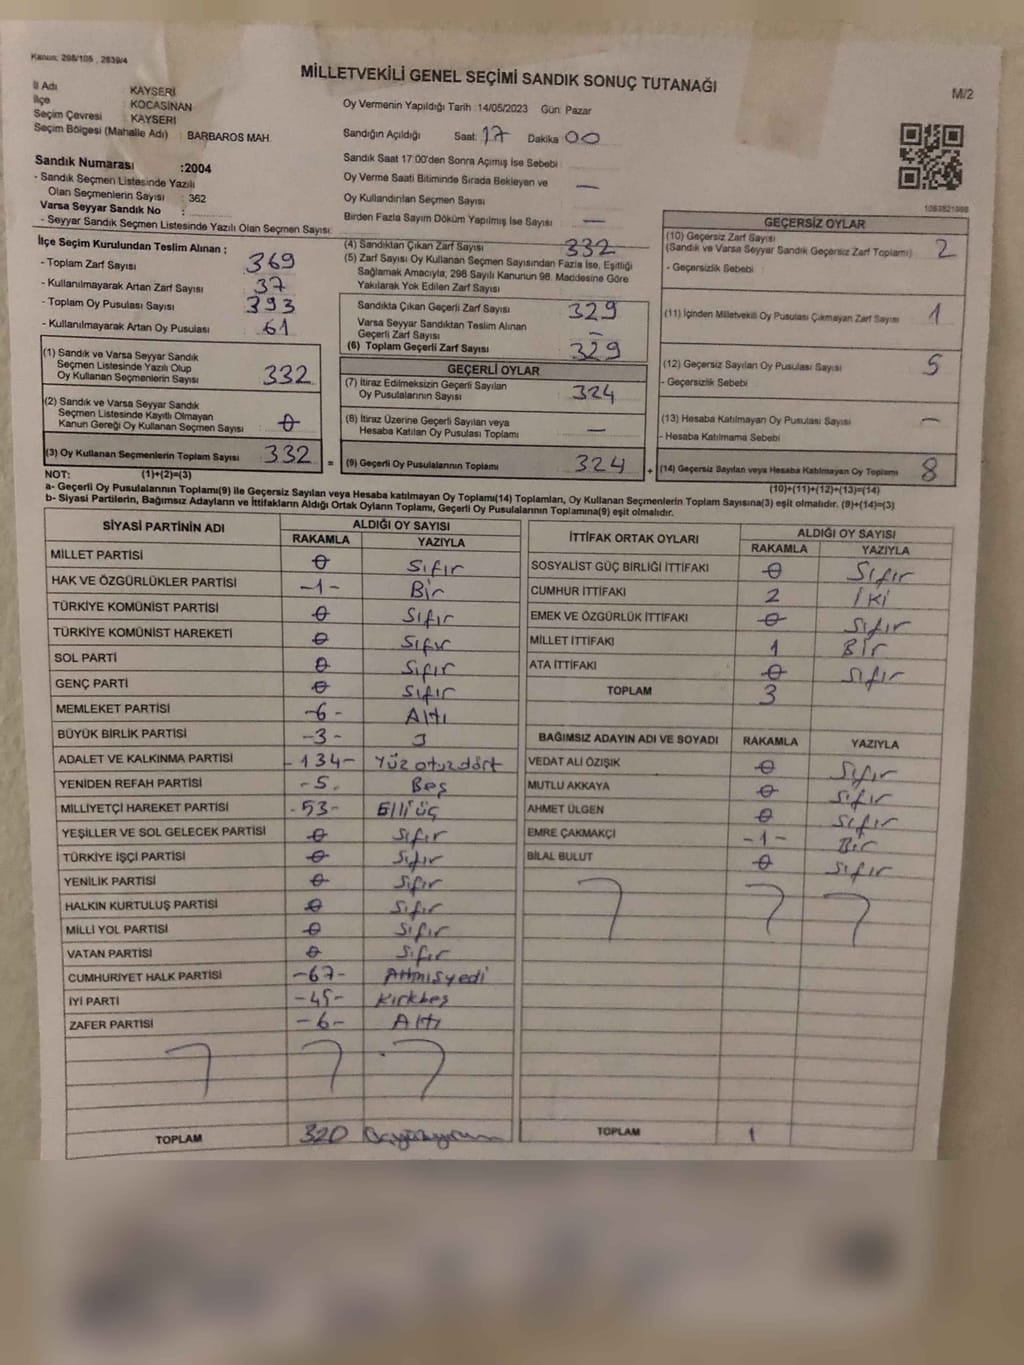 Kanun: 298/105 , 2839/4
MİLLETVEKİLİ GENEL SEÇİMİ SANDIK SONUÇ TUTANAĞI
M/2
İl Adı : KAYSERİ
İlçe : KOCASİNAN
Seçim Çevresi : KAYSERİ
Seçim Bölgesi (Mahalle Adı) : BARBAROS MAH.
Sandık Numarası :2004
- Sandık Seçmen Listesinde Yazılı
Olan Seçmenlerin Sayısı : 362
Varsa Seyyar Sandık No :
- Seyyar Sandık Seçmen Listesinde Yazılı Olan Seçmen Sayısı:
Oy Vermenin Yapıldığı Tarih 14/05/2023 Gün: Pazar
Sandığın Açıldığı Saat: 17 Dakika 00
Sandık Saat 17:00'den Sonra Açımış İse Sebebi :
Oy Verme Saati Bitiminde Sırada Bekleyen ve —
Oy Kullandırılan Seçmen Sayısı
Birden Fazla Sayım Döküm Yapılmış İse Sayısı —
İlçe Seçim Kurulundan Teslim Alınan ;
- Toplam Zarf Sayısı 369
- Kullanılmayarak Artan Zarf Sayısı : 37
- Toplam Oy Pusulası Sayısı 393
- Kullanılmayarak Artan Oy Pusulası : 61
(1) Sandık ve Varsa Seyyar Sandık
Seçmen Listesinde Yazılı Olup
Oy Kullanan Seçmenlerin Sayısı : 332
(2) Sandık ve Varsa Seyyar Sandık
Seçmen Listesinde Kayıtlı Olmayan
Kanun Gereği Oy Kullanan Seçmen Sayısı : 0
(3) Oy Kullanan Seçmenlerin Toplam Sayısı 332 =
(4) Sandıktan Çıkan Zarf Sayısı 332
(5) Zarf Sayısı Oy Kullanan Seçmen Sayısından Fazla İse, Eşitliği
Sağlamak Amacıyla, 298 Sayılı Kanunun 98. Maddesine Göre
Yakılarak Yok Edilen Zarf Sayısı
Sandıkta Çıkan Geçerli Zarf Sayısı : 329
Varsa Seyyar Sandıktan Teslim Alınan
Geçerli Zarf Sayısı : —
(6) Toplam Geçerli Zarf Sayısı : 329
GEÇERLİ OYLAR
(7) İtiraz Edilmeksizin Geçerli Sayılan
Oy Pusulalarının Sayısı : 324
(8) İtiraz Üzerine Geçerli Sayılan veya
Hesaba Katılan Oy Pusulası Toplamı : —
(9) Geçerli Oy Pusulalarının Toplamı 324 +
1063821998
GEÇERSİZ OYLAR
(10) Geçersiz Zarf Sayısı
(Sandık ve Varsa Seyyar Sandık Geçersiz Zarf Toplamı) : 2
- Geçersizlik Sebebi :
(11) İçinden Milletvekili Oy Pusulası Çıkmayan Zarf Sayısı : 1
(12) Geçersiz Sayılan Oy Pusulası Sayısı : 5
- Geçersizlik Sebebi
(13) Hesaba Katılmayan Oy Pusulası Sayısı : —
- Hesaba Katılmama Sebebi
(14) Geçersiz Sayılan veya Hesaba Katılmayan Oy Toplamı 8
NOT: (1)+(2)=(3)
(10)+(11)+(12)+(13)=(14)
a- Geçerli Oy Pusulalarının Toplamı(9) ile Geçersiz Sayılan veya Hesaba katılmayan Oy Toplamı(14) Toplamları, Oy Kullanan Seçmenlerin Toplam Sayısına(3) eşit olmalıdır. (9)+(14)=(3)
b- Siyasi Partilerin, Bağımsız Adayların ve İttifakların Aldığı Ortak Oyların Toplamı, Geçerli Oy Pusulalarının Toplamına(9) eşit olmalıdır.
SİYASİ PARTİNİN ADI ALDIĞI OY SAYISI
RAKAMLA YAZIYLA
MİLLET PARTİSİ 0 Sıfır
HAK VE ÖZGÜRLÜKLER PARTİSİ -1- Bir
TÜRKİYE KOMÜNİST PARTİSİ 0 Sıfır
TÜRKİYE KOMÜNİST HAREKETİ 0 Sıfır
SOL PARTİ 0 Sıfır
GENÇ PARTİ 0 Sıfır
MEMLEKET PARTİSİ -6- Altı
BÜYÜK BİRLİK PARTİSİ -3- 3
ADALET VE KALKINMA PARTİSİ -134- Yüzotuzdört
YENİDEN REFAH PARTİSİ -5. Beş
MİLLİYETÇİ HAREKET PARTİSİ -53- Elliüç
YEŞİLLER VE SOL GELECEK PARTİSİ 0 Sıfır
TÜRKİYE İŞÇİ PARTİSİ 0 Sıfır
YENİLİK PARTİSİ 0 Sıfır
HALKIN KURTULUŞ PARTİSİ 0 Sıfır
MİLLİ YOL PARTİSİ 0 Sıfır
VATAN PARTİSİ 0 Sıfır
CUMHURİYET HALK PARTİSİ -67- Altmışyedi
İYİ PARTİ -45- Kırkbeş
ZAFER PARTİSİ -6- Altı
TOPLAM 320
İTTİFAK ORTAK OYLARI ALDIĞI OY SAYISI
RAKAMLA YAZIYLA
SOSYALİST GÜÇ BİRLİĞİ İTTİFAKI 0 Sıfır
CUMHUR İTTİFAKI 2 İki
EMEK VE ÖZGÜRLÜK İTTİFAKI 0 Sıfır
MİLLET İTTİFAKI 1 Bir
ATA İTTİFAKI 0 Sıfır
TOPLAM 3
BAĞIMSIZ ADAYIN ADI VE SOYADI RAKAMLA YAZIYLA
VEDAT ALİ ÖZIŞIK 0 Sıfır
MUTLU AKKAYA 0 Sıfır
AHMET ÜLGEN 0 Sıfır
EMRE ÇAKMAKÇI -1- Bir
BİLAL BULUT 0 Sıfır
TOPLAM 1